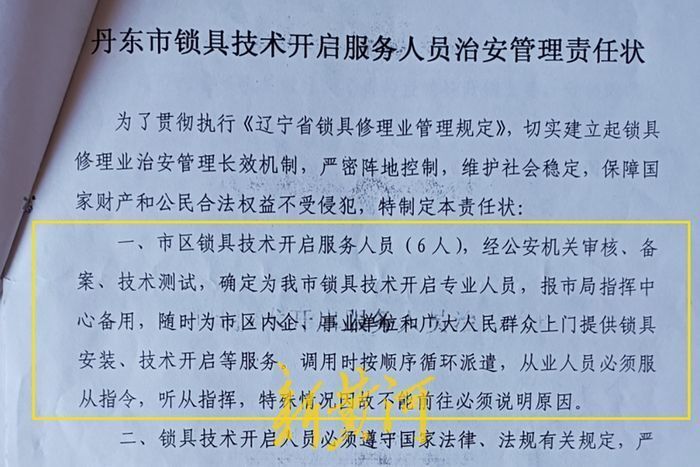 丹东市锁具技术开启服务人员治安管理责任状
为了贯彻执行《辽宁省锁具修理业管理规定》，切实建立起锁具
修理业治安管理长效机制，严密阵地控制，维护社会稳定，保障国
家财产和公民合法权益不受侵犯，特制定本责任状：
一、市区锁具技术开启服务人员（6人），经公安机关审核、备
案、技术测试，确定为我市锁具技术开启专业人员，报市局指挥中
心备用，随时为市区内企、事业单位和广大人民群众上门提供锁具
安装、技术开启等服务，调用时按顺序循环派遣，从业人员必须服
从指令，听从指挥，特殊情况因故不能前往必须说明原因。
新黄河
二、锁具技术开启人员必须遵守国家法律、法规有关规定，严